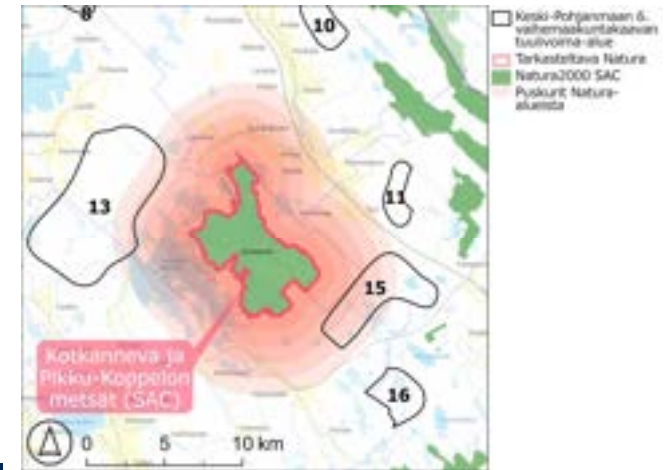 8
10
13
11
15
16
Kotkanneva ja
Pikku-Koppelon
metsät (SAC)
0 5 10 km
Keski-Pohjanmaan 6.
vaihemaakuntakaavan
tuulivoima-alue
Tarkasteltava Natura
Natura2000 SAC
Puskurit Natura-
alueista